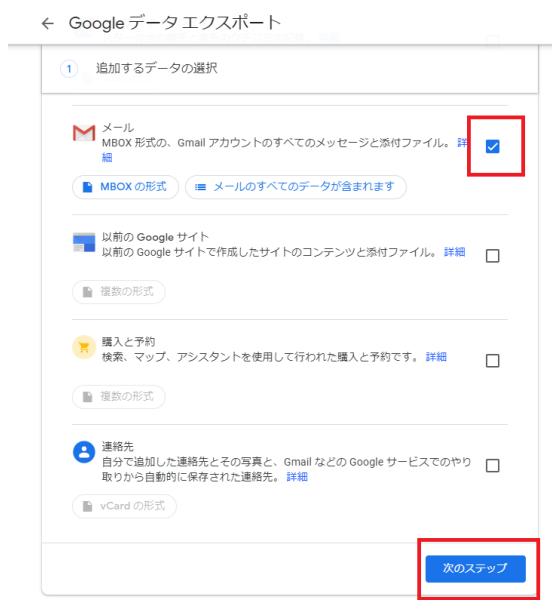 ← Google データ エクスポート
1 追加するデータの選択
メール
MBOX 形式の、Gmail アカウントのすべてのメッセージと添付ファイル。 詳
細
MBOX の形式 メールのすべてのデータが含まれます
以前の Google サイト
以前の Google サイトで作成したサイトのコンテンツと添付ファイル。 詳細
複数の形式
購入と予約
検索、マップ、アシスタントを使用して行われた購入と予約です。 詳細
複数の形式
連絡先
自分で追加した連絡先とその写真と、Gmail などの Google サービスでのやり
取りから自動的に保存された連絡先。 詳細
vCard の形式
次のステップ